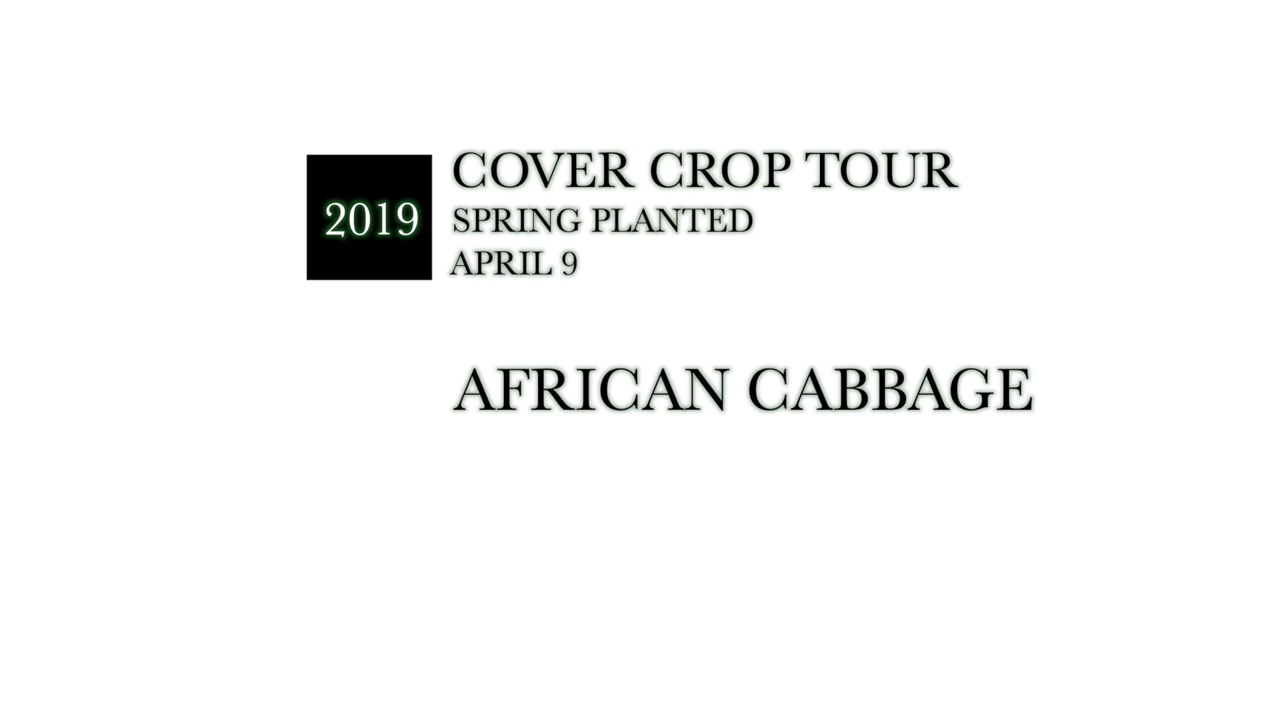 2019
COVER CROP TOUR
SPRING PLANTED
APRIL 9
AFRICAN CABBAGE